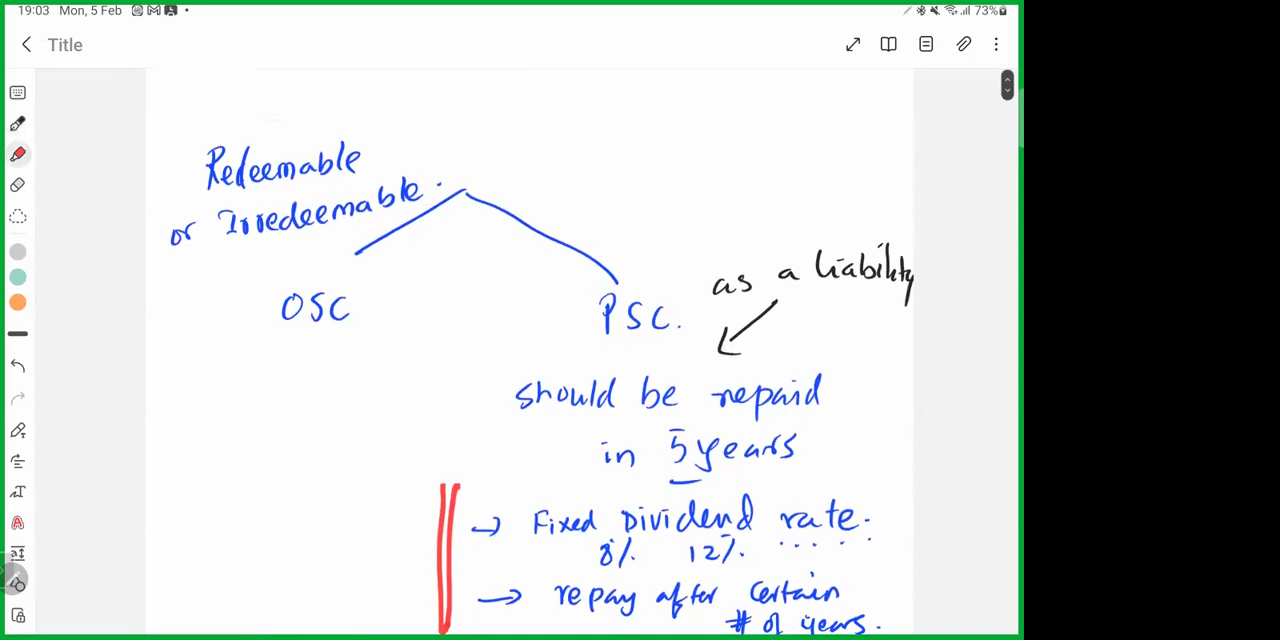 19:03 Mon, 5 Feb
73%
Title
Redeemable
or Irredeemable.
OSC
PSC.
as a liability
should be repaid
in 5 years
→ Fixed Dividend rate.
8% 12% .....
→ repay after certain
# of years.